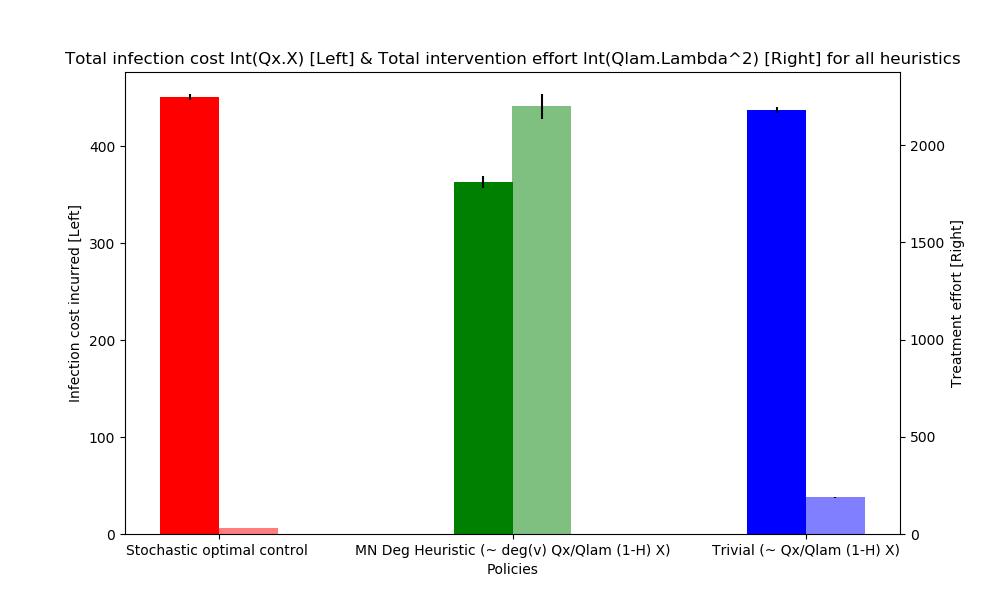 Total infection cost Int(Qx.X) [Left] & Total intervention effort Int(Qlam.Lambda^2) [Right] for all heuristics
Infection cost incurred [Left]
400
300
200
100
0
2000
1500
1000
500
0
Treatment effort [Right]
Stochastic optimal control
MN Deg Heuristic (~ deg(v) Qx/Qlam (1-H) X)
Trivial (~ Qx/Qlam (1-H) X)
Policies